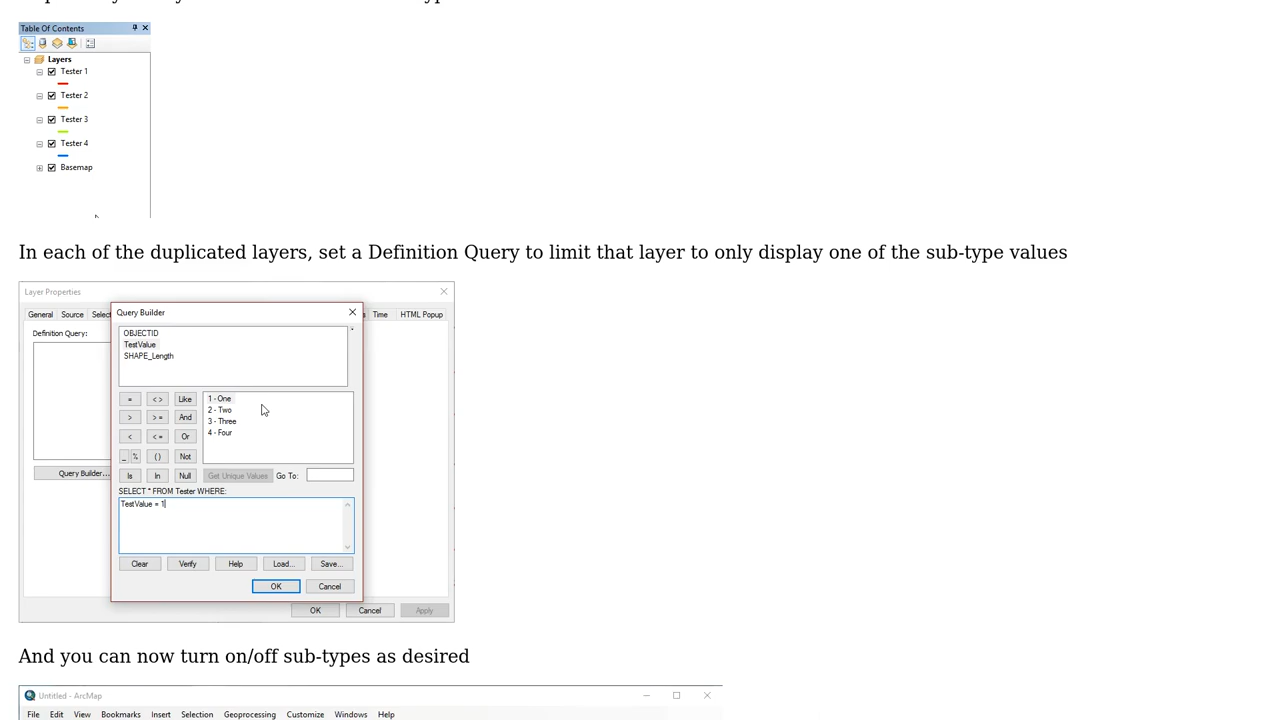 Table Of Contents
Layers
Tester 1
Tester 2
Tester 3
Tester 4
Basemap
In each of the duplicated layers, set a Definition Query to limit that layer to only display one of the sub-type values
Layer Properties
General Source Time HTML Popup
Definition Query:
Query Builder...
Query Builder
OBJECTID
TestValue
SHAPE_Length
= < > Like
> > = And
< < = Or
_ % ( ) Not
Is In Null
1 - One
2 - Two
3 - Three
4 - Four
Get Unique Values Go To:
SELECT * FROM Tester WHERE:
TestValue = 1
Clear Verify Help Load... Save...
OK Cancel
OK Cancel Apply
And you can now turn on/off sub-types as desired
Untitled - ArcMap
File Edit View Bookmarks Insert Selection Geoprocessing Customize Windows Help